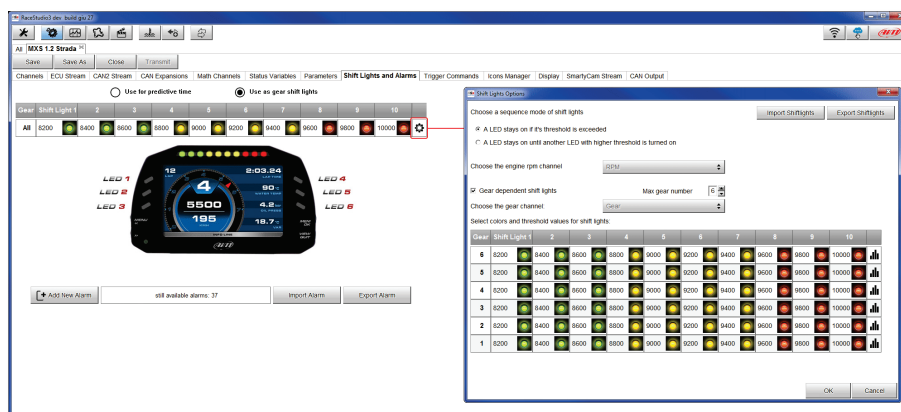 RaceStudio3 dev build gsu 27
All MXS 1.2 Strada
Save Save As Close Transmit
Channels ECU Stream CAN2 Stream CAN Expansions Math Channels Status Variables Parameters Shift Lights and Alarms Trigger Commands Icons Manager Display SmartyCam Stream CAN Output
Use for predictive time Use as gear shift lights
Gear Shift Light 1 2 3 4 5 6 7 8 9 10
All 8200 8400 8600 8800 9000 9200 9400 9600 9800 10000
LED 1
LED 2
LED 3
12
4
5500
195
2:03.24
90
4.2
18.7
AiM
LED 4
LED 5
LED 6
Add New Alarm still available alarms: 37 Import Alarm Export Alarm
Shift Lights Options
Choose a sequence mode of shift lights Import Shiftlights Export Shiftlights
A LED stays on if it's threshold is exceeded
A LED stays on until another LED with higher threshold is turned on
Choose the engine rpm channel RPM
Gear dependent shift lights Max gear number 6
Choose the gear channel Gear
Select colors and threshold values for shift lights:
Gear Shift Light 1 2 3 4 5 6 7 8 9 10
6 8200 8400 8600 8800 9000 9200 9400 9600 9800 10000
5 8200 8400 8600 8800 9000 9200 9400 9600 9800 10000
4 8200 8400 8600 8800 9000 9200 9400 9600 9800 10000
3 8200 8400 8600 8800 9000 9200 9400 9600 9800 10000
2 8200 8400 8600 8800 9000 9200 9400 9600 9800 10000
1 8200 8400 8600 8800 9000 9200 9400 9600 9800 10000
OK Cancel